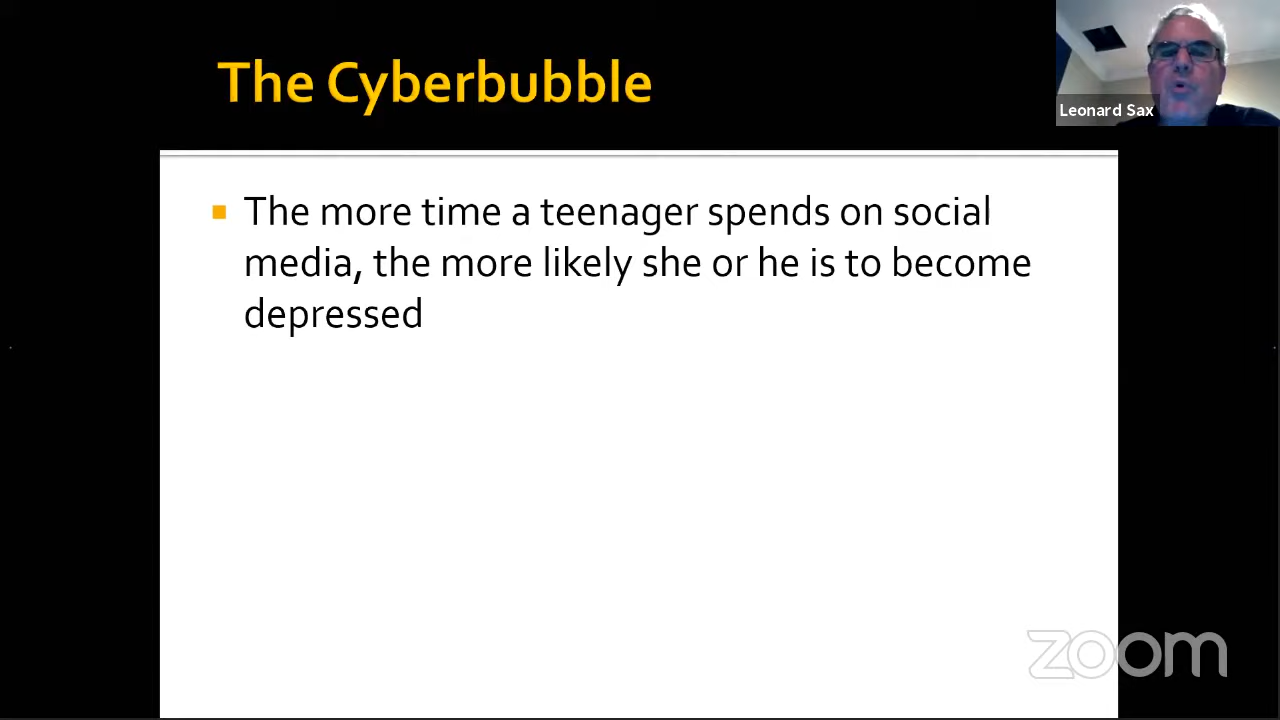 The Cyberbubble
Leonard Sax
The more time a teenager spends on social
media, the more likely she or he is to become
depressed
zoom